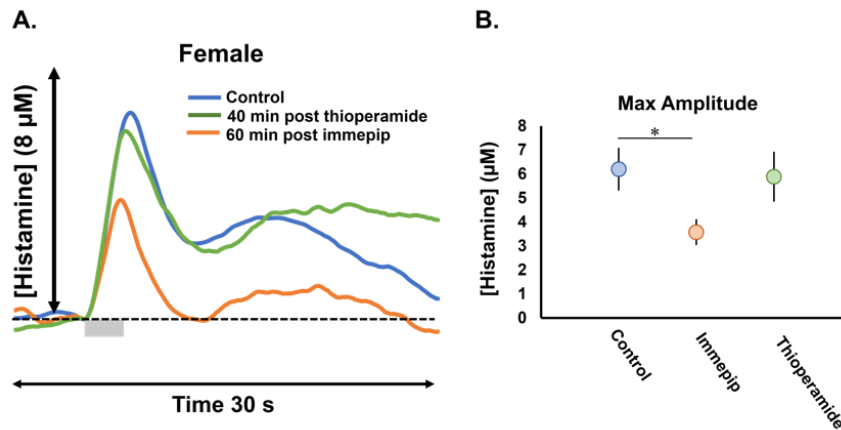 A.
Female
Control
40 min post thioperamide
60 min post immepip
[Histamine] (8 µM)
Time 30 s
B.
Max Amplitude
*
8
7
6
5
4
3
2
1
0
[Histamine] (µM)
Control
Immepip
Thioperamide